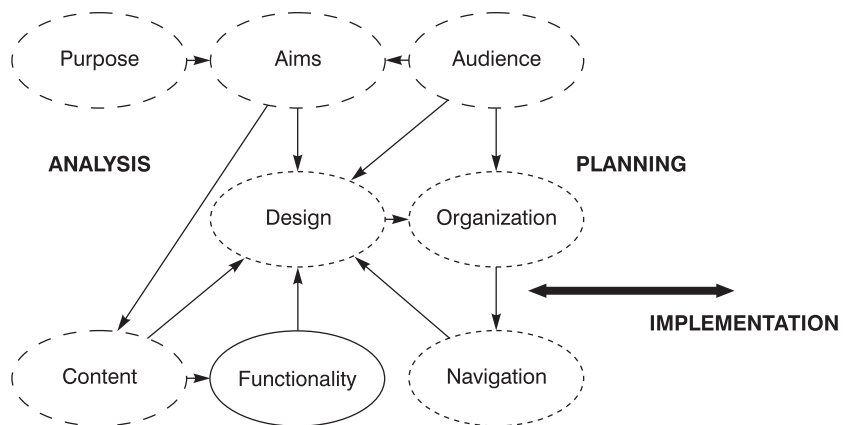 Purpose
Aims
Audience
ANALYSIS
PLANNING
Design
Organization
IMPLEMENTATION
Content
Functionality
Navigation